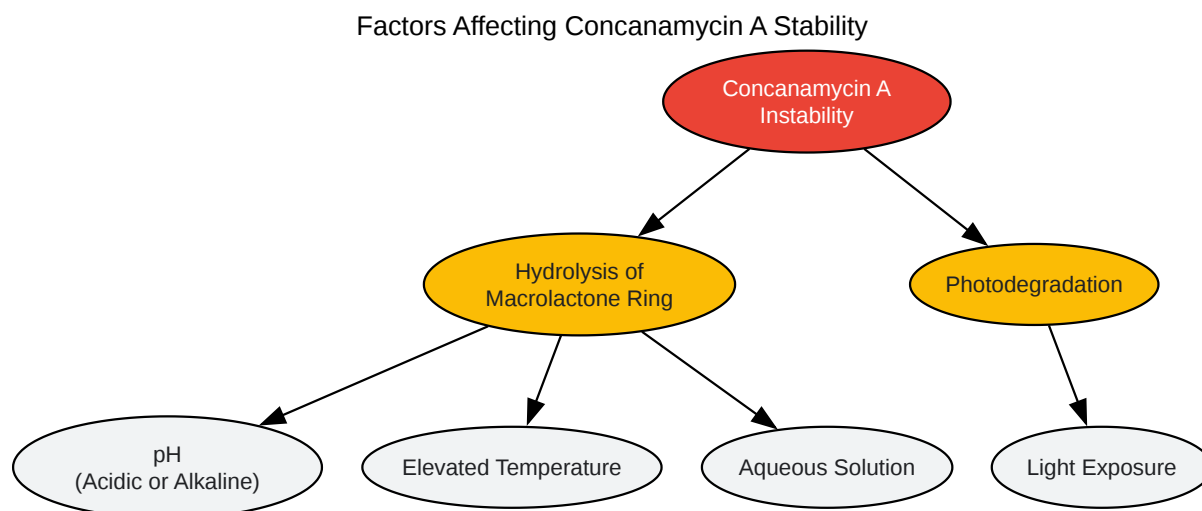 Factors Affecting Concanamycin A Stability
Concanamycin A
Instability
Hydrolysis of
Macrolactone Ring
Photodegradation
pH
(Acidic or Alkaline)
Elevated Temperature
Aqueous Solution
Light Exposure